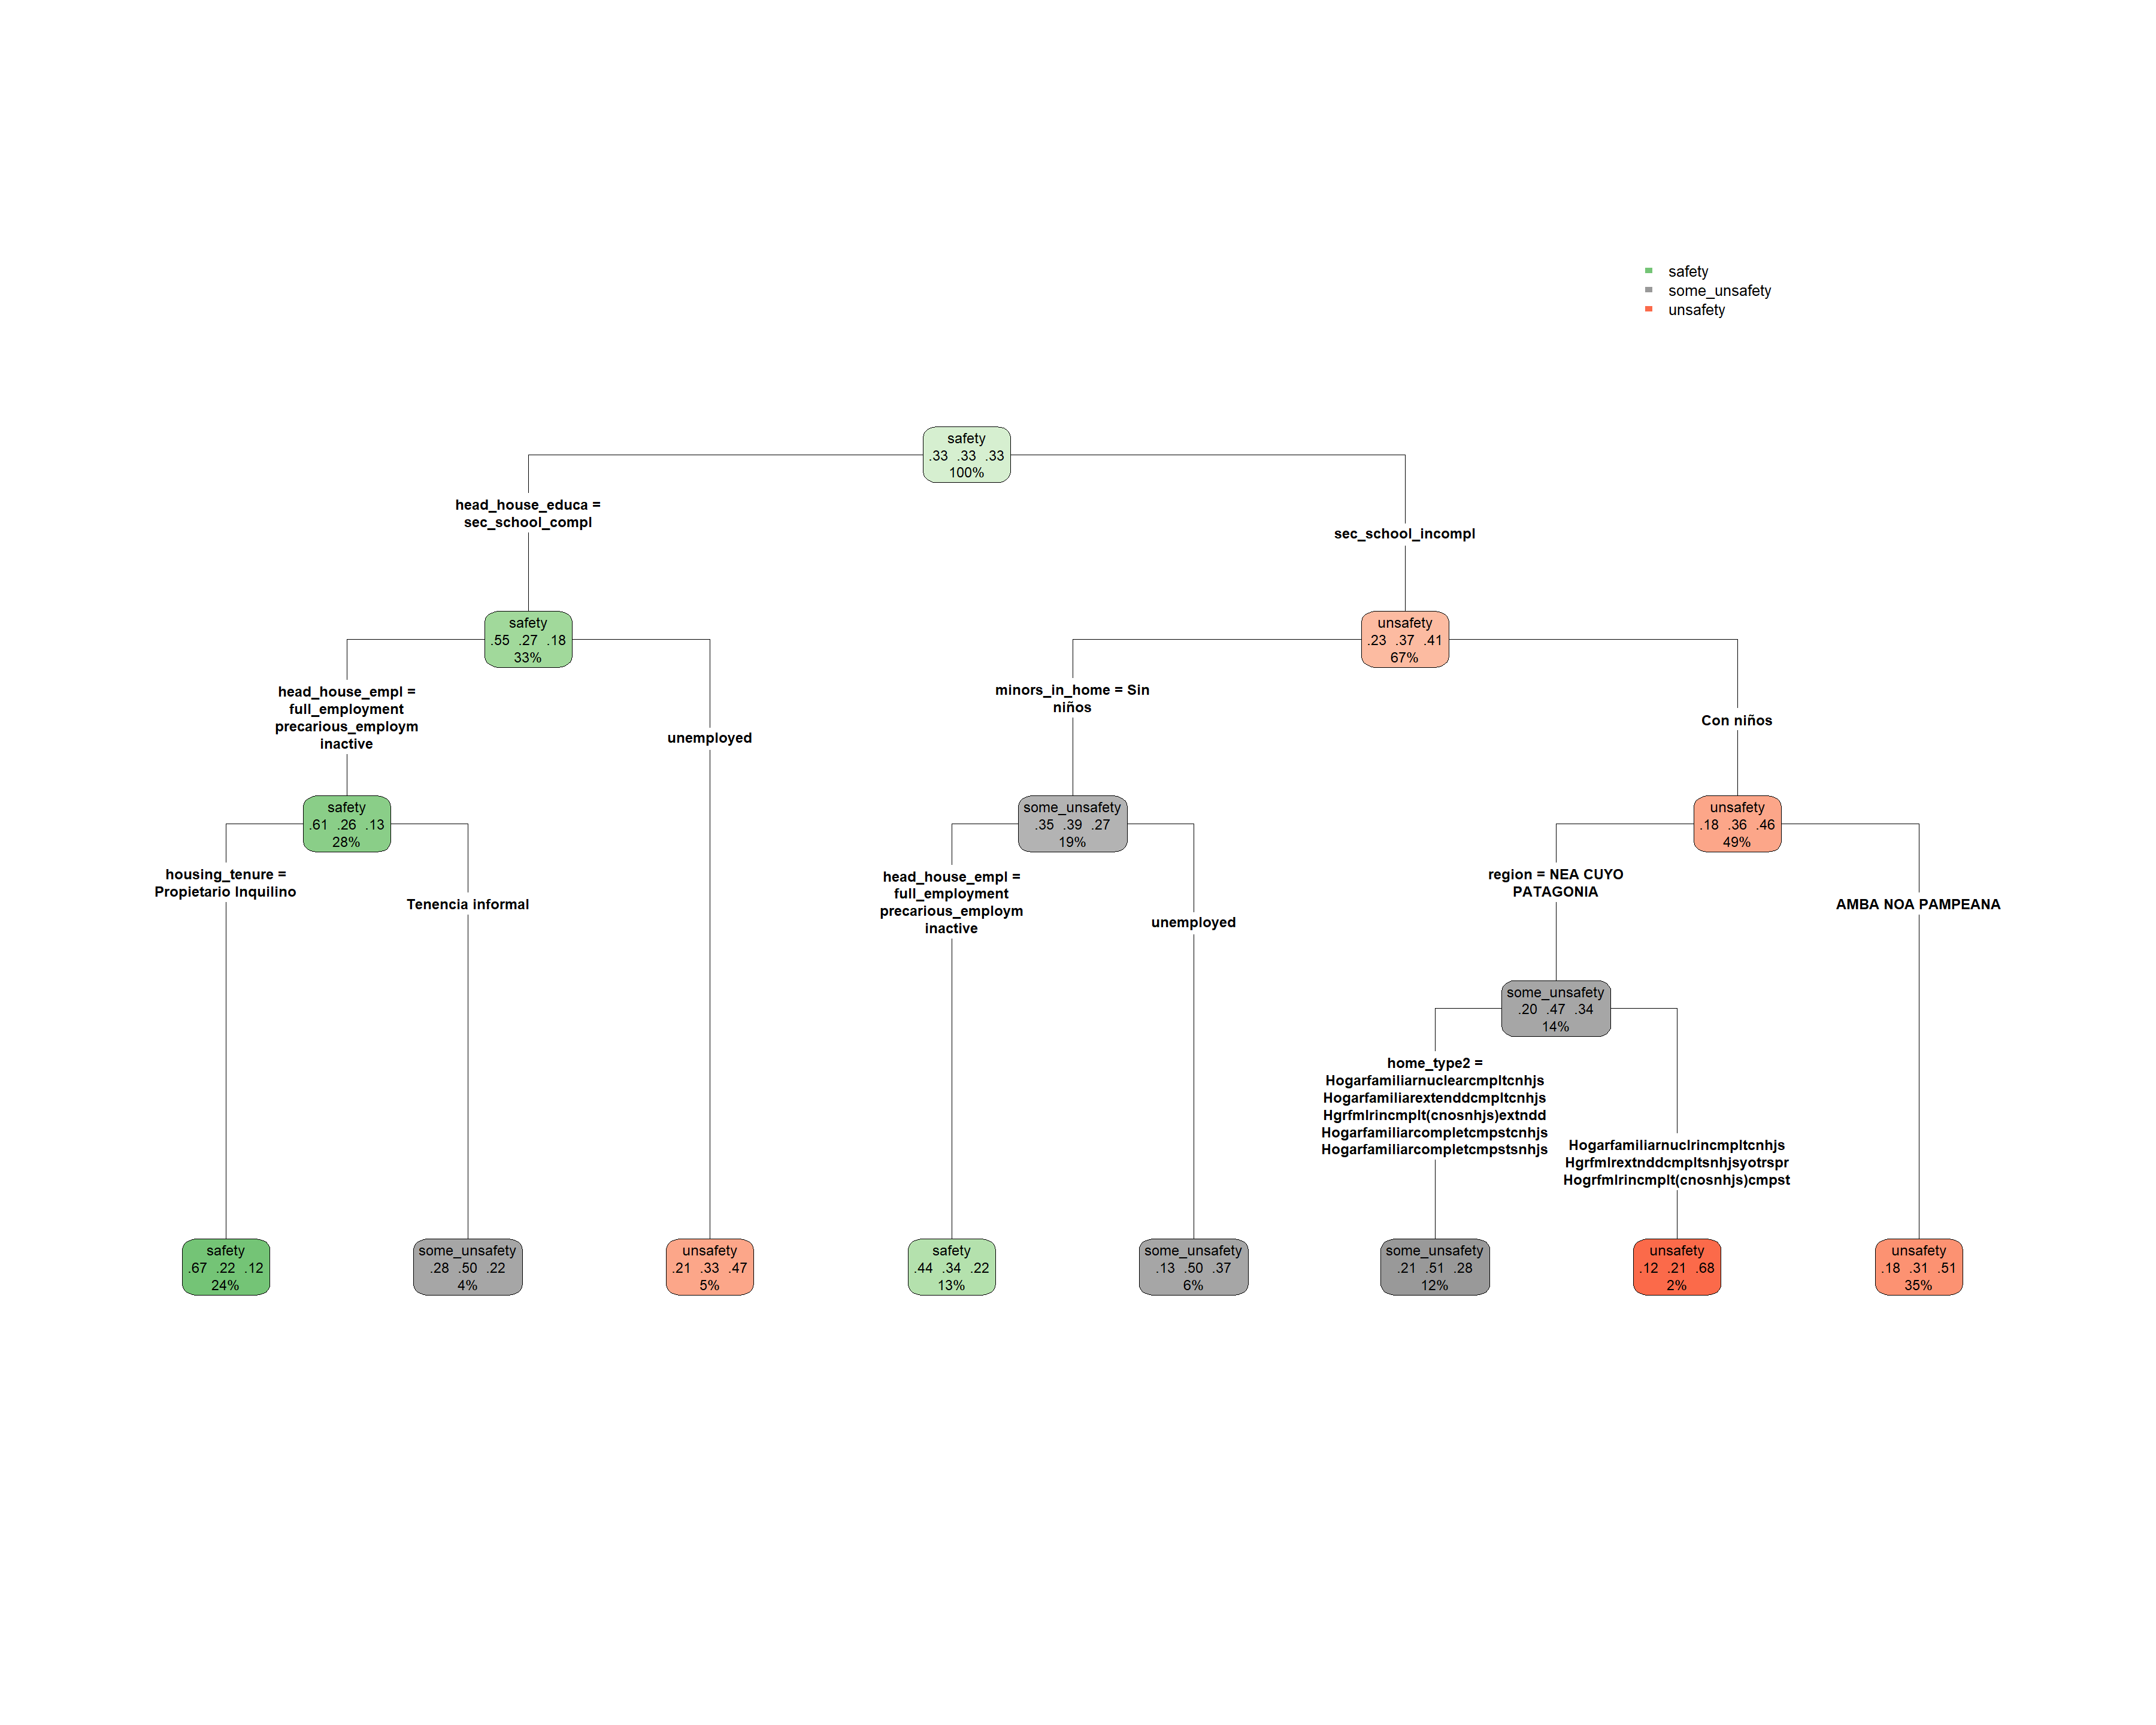 safety
some_unsafety
unsafety
safety
.33 .33 .33
100%
head_house_educa =
sec_school_compl
sec_school_incompl
safety
.55 .27 .18
33%
unsafety
.23 .37 .41
67%
head_house_empl =
full_employment
precarious_employm
inactive
unemployed
minors_in_home = Sin
niños
Con niños
safety
.61 .26 .13
28%
some_unsafety
.35 .39 .27
19%
unsafety
.18 .36 .46
49%
housing_tenure =
Propietario Inquilino
Tenencia informal
head_house_empl =
full_employment
precarious_employm
inactive
unemployed
region = NEA CUYO
PATAGONIA
AMBA NOA PAMPEANA
some_unsafety
.20 .47 .34
14%
home_type2 =
Hogarfamiliarnuclearcmpltcnhjs
Hogarfamiliarextenddcmpltcnhjs
Hgrfmlrincmplt(cnosnhjs)extndd
Hogarfamiliarcompletcmpstcnhjs
Hogarfamiliarcompletcmpstsnhjs
Hogarfamiliarnuclrincmpltcnhjs
Hgrfmlrextnddcmpltsnhjsyotrspr
Hogrfmlrincmplt(cnosnhjs)cmpst
safety
.67 .22 .12
24%
some_unsafety
.28 .50 .22
4%
unsafety
.21 .33 .47
5%
safety
.44 .34 .22
13%
some_unsafety
.13 .50 .37
6%
some_unsafety
.21 .51 .28
12%
unsafety
.12 .21 .68
2%
unsafety
.18 .31 .51
35%